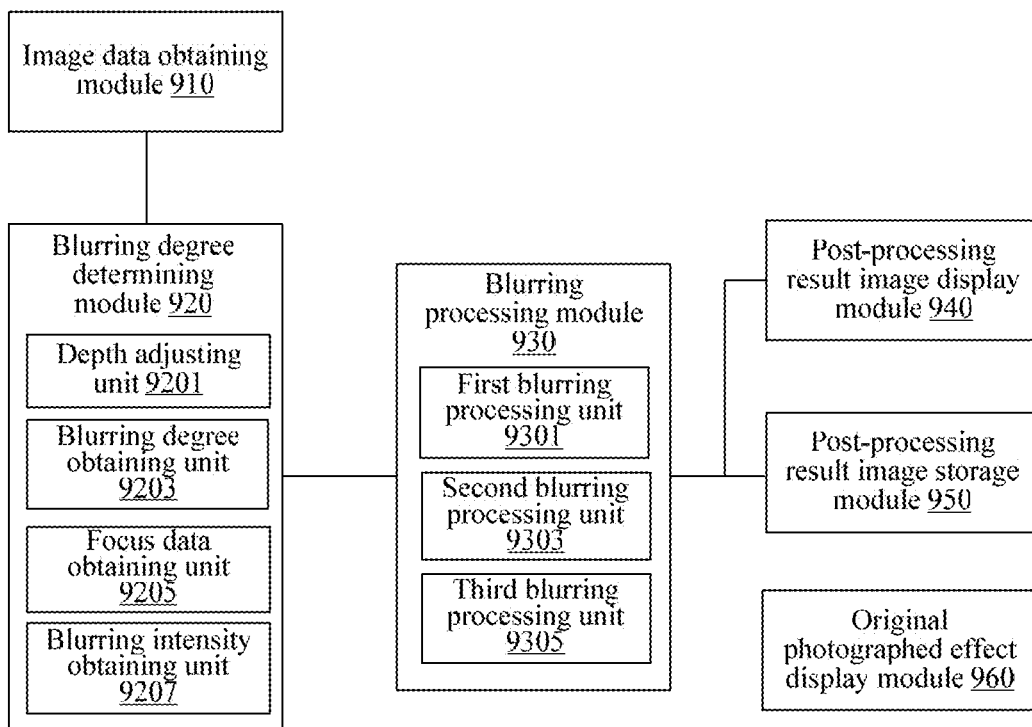 Image data obtaining
module 910
Blurring degree
determining
module 920
Depth adjusting
unit 9201
Blurring degree
obtaining unit
9203
Focus data
obtaining unit
9205
Blurring intensity
obtaining unit
9207
Blurring
processing module
930
First blurring
processing unit
9301
Second blurring
processing unit
9303
Third blurring
processing unit
9305
Post-processing
result image display
module 940
Post-processing
result image storage
module 950
Original
photographed effect
display module 960